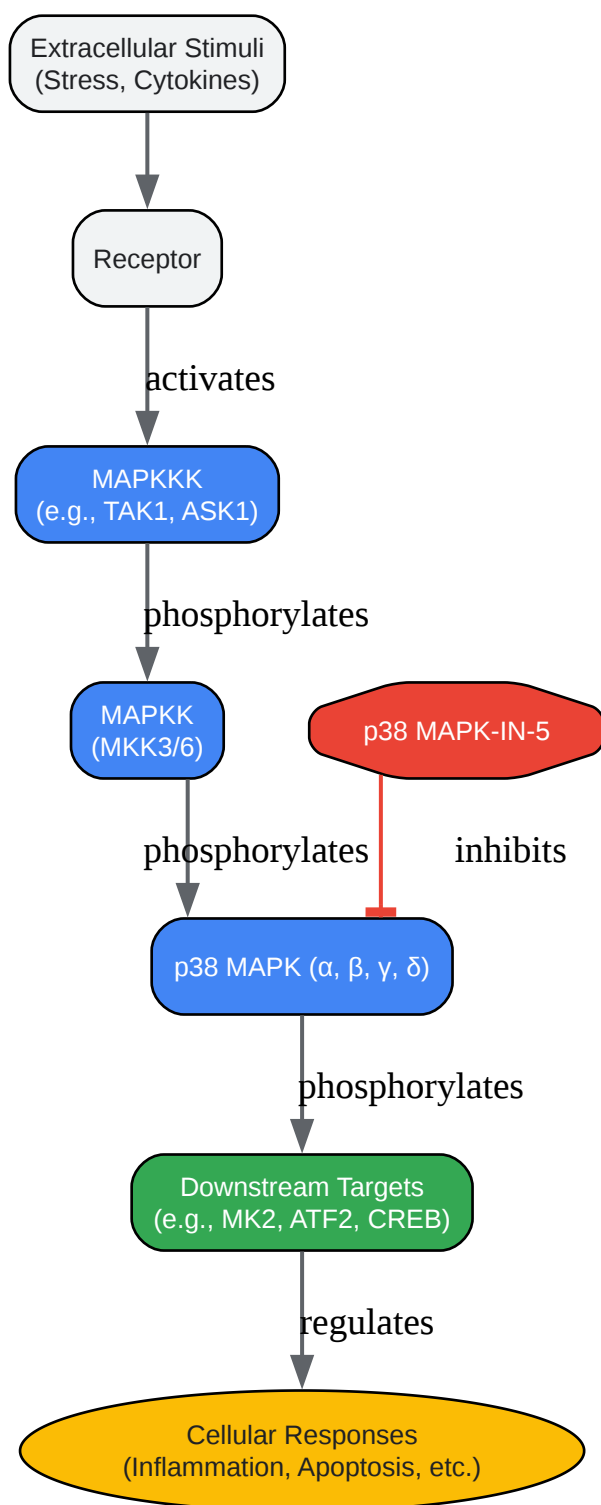 Extracellular Stimuli
(Stress, Cytokines)
Receptor
activates
MAPKKK
(e.g., TAK1, ASK1)
phosphorylates
MAPKK
(MKK3/6)
p38 MAPK-IN-5
phosphorylates
inhibits
p38 MAPK (α, β, γ, δ)
phosphorylates
Downstream Targets
(e.g., MK2, ATF2, CREB)
regulates
Cellular Responses
(Inflammation, Apoptosis, etc.)